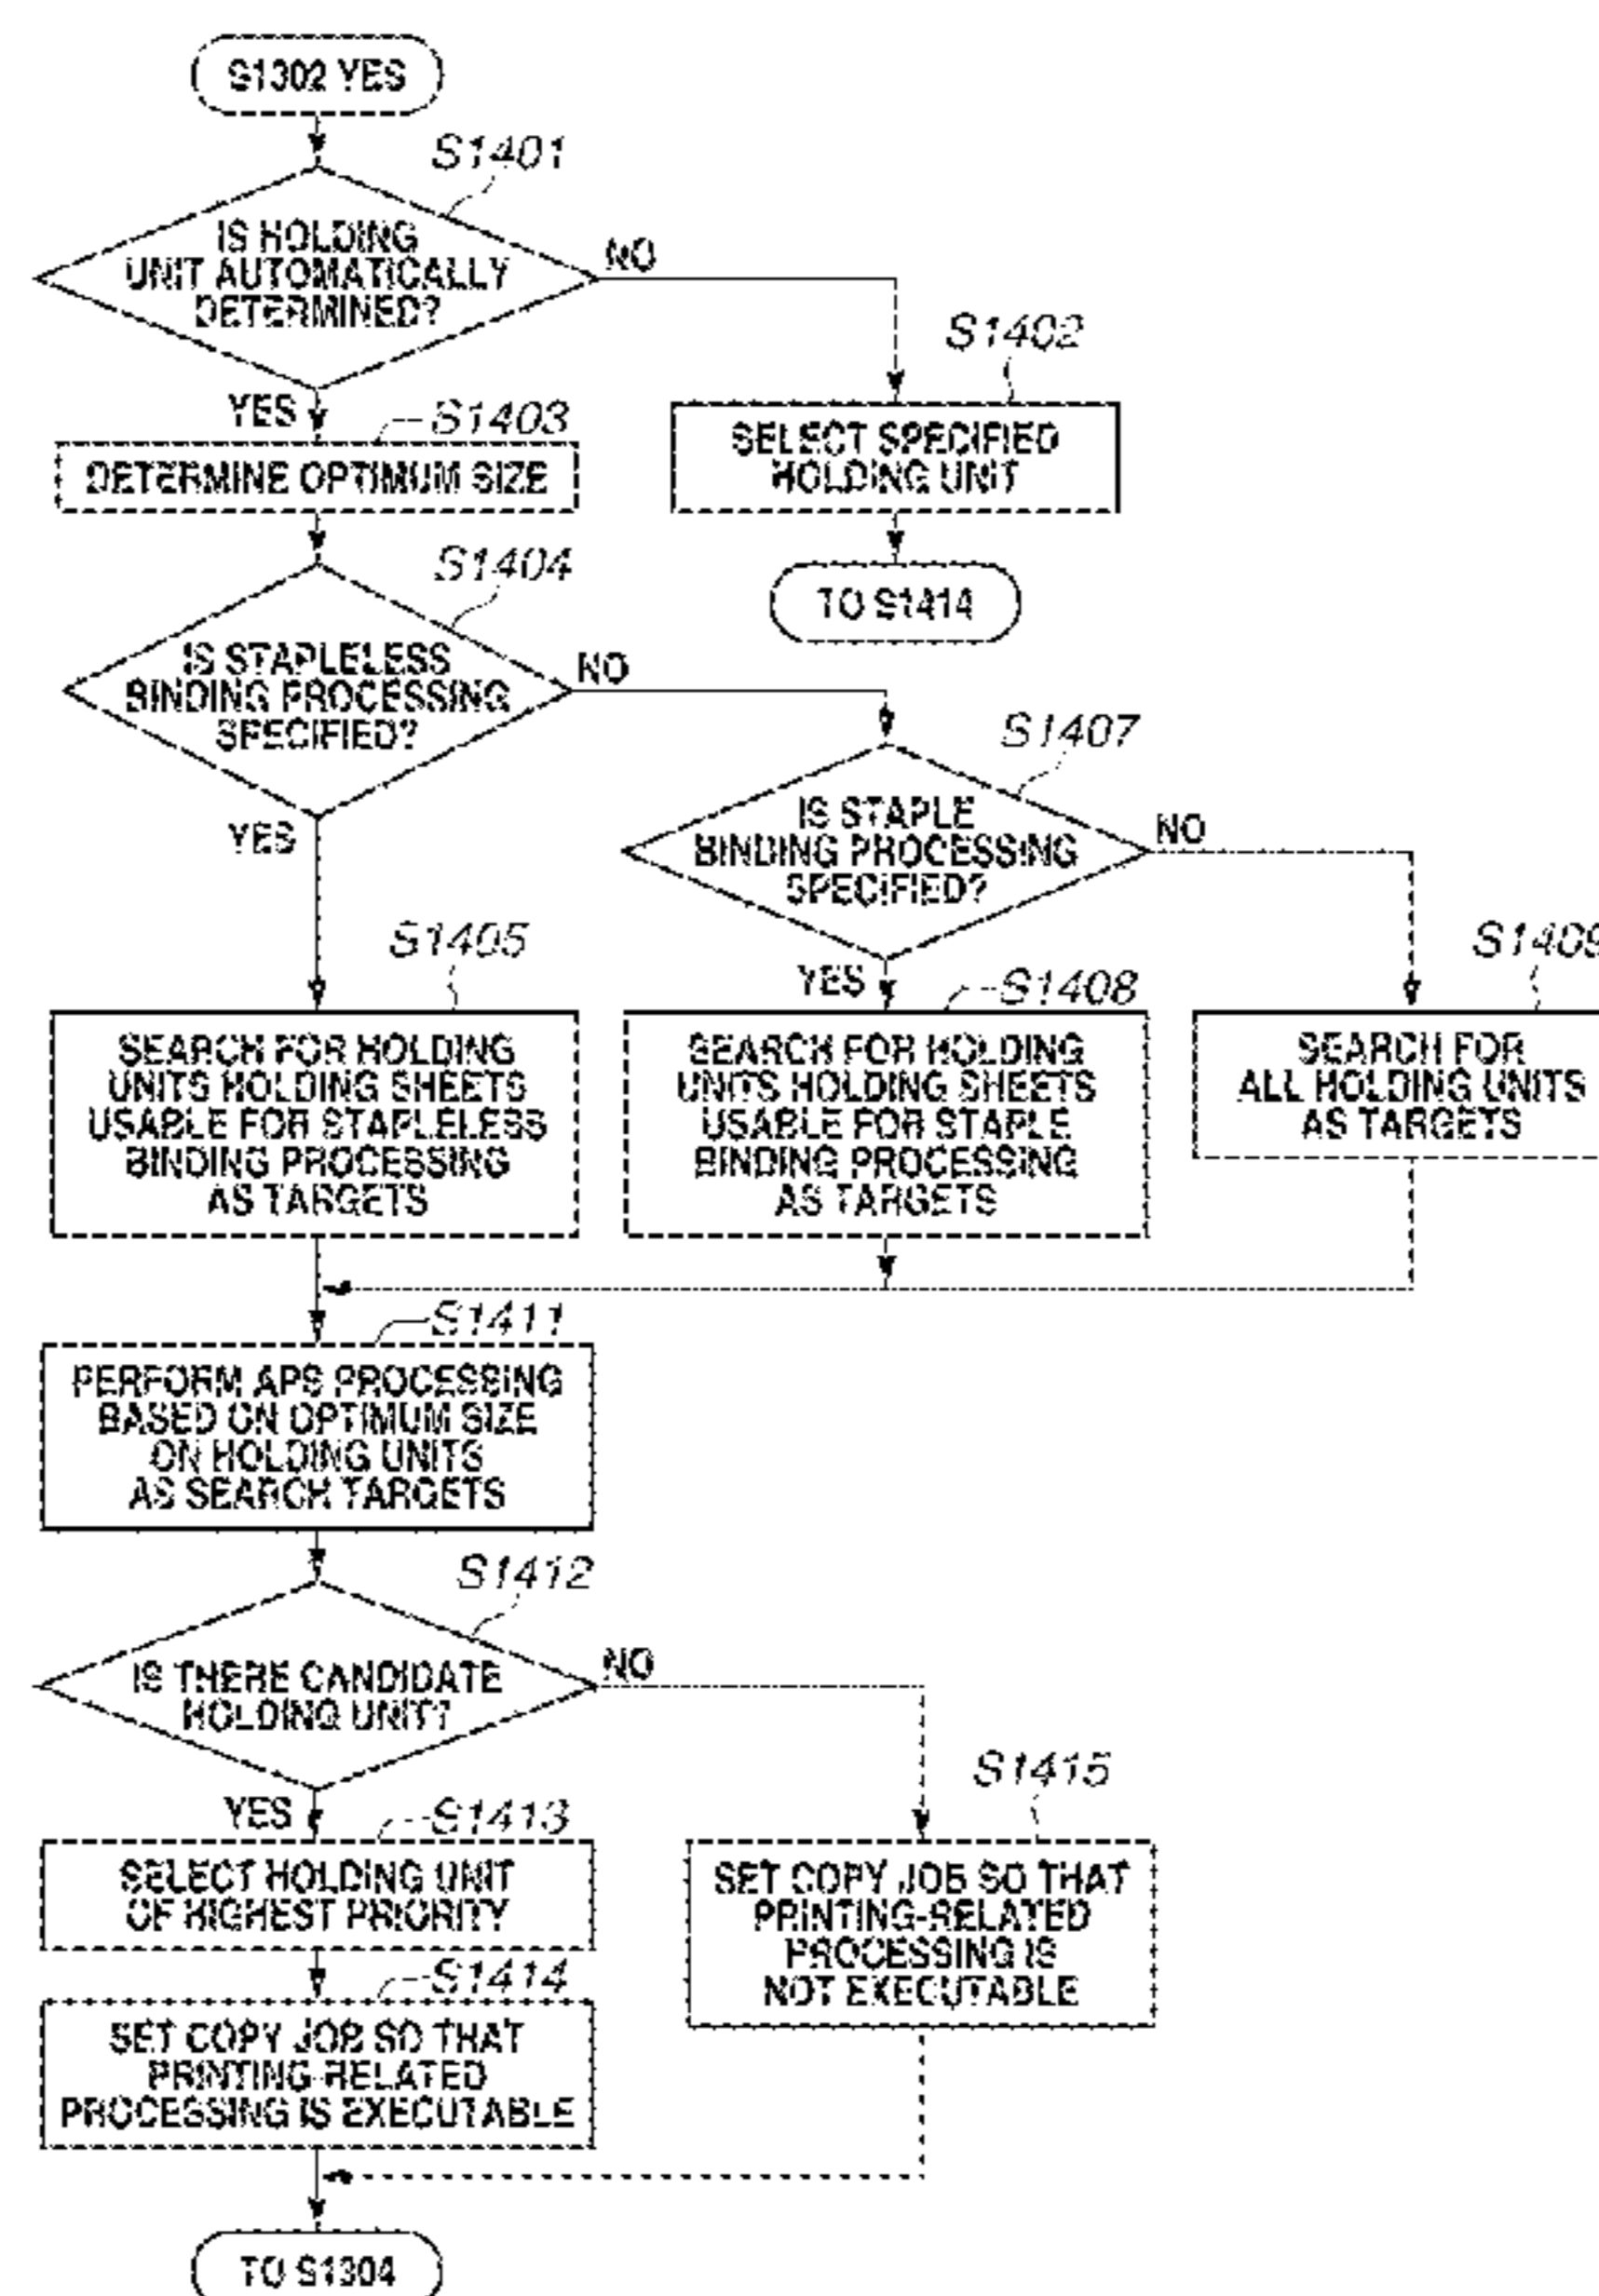 S1302 YES
S1401
IS HOLDING
UNIT AUTOMATICALLY
DETERMINED?
NO
YES
S1402
SELECT SPECIFIED
HOLDING UNIT
TO S1414
S1403
DETERMINE OPTIMUM SIZE
S1404
IS STAPLELESS
BINDING PROCESSING
SPECIFIED?
NO
YES
S1407
IS STAPLE
BINDING PROCESSING
SPECIFIED?
NO
YES
S1405
SEARCH FOR HOLDING
UNITS HOLDING SHEETS
USABLE FOR STAPLELESS
BINDING PROCESSING
AS TARGETS
S1408
SEARCH FOR HOLDING
UNITS HOLDING SHEETS
USABLE FOR STAPLE
BINDING PROCESSING
AS TARGETS
S1409
SEARCH FOR
ALL HOLDING UNITS
AS TARGETS
S1411
PERFORM APS PROCESSING
BASED ON OPTIMUM SIZE
ON HOLDING UNITS
AS SEARCH TARGETS
S1412
IS THERE CANDIDATE
HOLDING UNIT?
NO
YES
S1413
SELECT HOLDING UNIT
OF HIGHEST PRIORITY
S1415
SET COPY JOB SO THAT
PRINTING-RELATED
PROCESSING IS
NOT EXECUTABLE
S1414
SET COPY JOB SO THAT
PRINTING-RELATED
PROCESSING IS EXECUTABLE
TO S1304